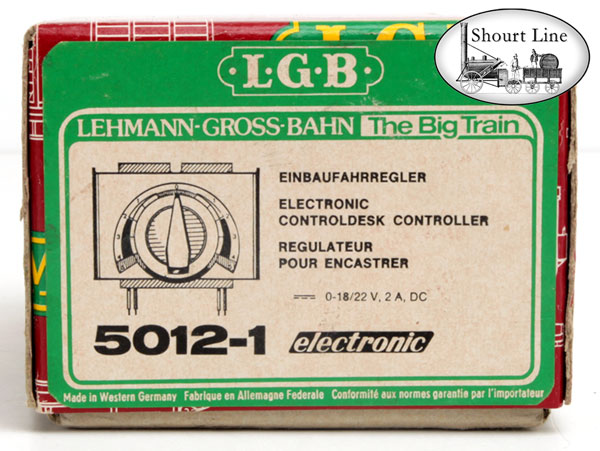 Shourt Line
·L·G·B·
LEHMANN-GROSS-BAHN The Big Train
EINBAUFAHRREGLER
ELECTRONIC
CONTROLDESK CONTROLLER
REGULATEUR
POUR ENCASTRER
0-18/22 V, 2 A, DC
5012-1 electronic
Made in Western Germany Fabrique en Allemagne Federale Conformité aux normes garantie par l'importateur